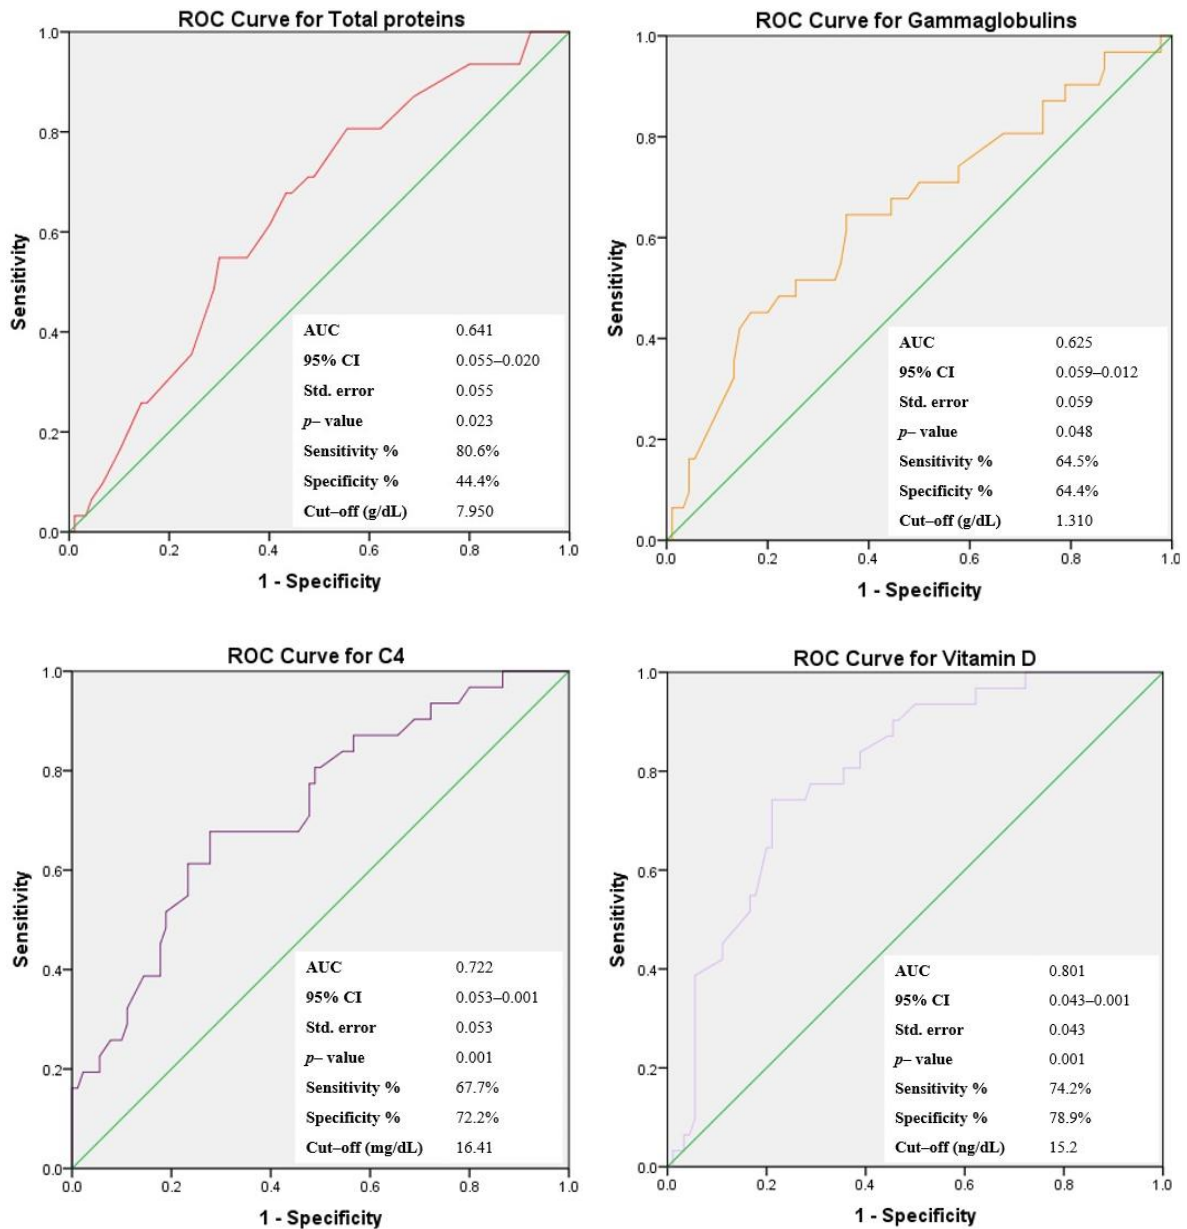 ROC Curve for Total proteins
1.0
0.8
0.6
0.4
0.2
0.0
Sensitivity
AUC 0.641
95% CI 0.055–0.020
Std. error 0.055
p– value 0.023
Sensitivity % 80.6%
Specificity % 44.4%
Cut–off (g/dL) 7.950
0.0 0.2 0.4 0.6 0.8 1.0
1 - Specificity
ROC Curve for Gammaglobulins
1.0
0.8
0.6
0.4
0.2
0.0
Sensitivity
AUC 0.625
95% CI 0.059–0.012
Std. error 0.059
p– value 0.048
Sensitivity % 64.5%
Specificity % 64.4%
Cut–off (g/dL) 1.310
0.0 0.2 0.4 0.6 0.8 1.0
1 - Specificity
ROC Curve for C4
1.0
0.8
0.6
0.4
0.2
0.0
Sensitivity
AUC 0.722
95% CI 0.053–0.001
Std. error 0.053
p– value 0.001
Sensitivity % 67.7%
Specificity % 72.2%
Cut–off (mg/dL) 16.41
0.0 0.2 0.4 0.6 0.8 1.0
1 - Specificity
ROC Curve for Vitamin D
1.0
0.8
0.6
0.4
0.2
0.0
Sensitivity
AUC 0.801
95% CI 0.043–0.001
Std. error 0.043
p– value 0.001
Sensitivity % 74.2%
Specificity % 78.9%
Cut–off (ng/dL) 15.2
0.0 0.2 0.4 0.6 0.8 1.0
1 - Specificity